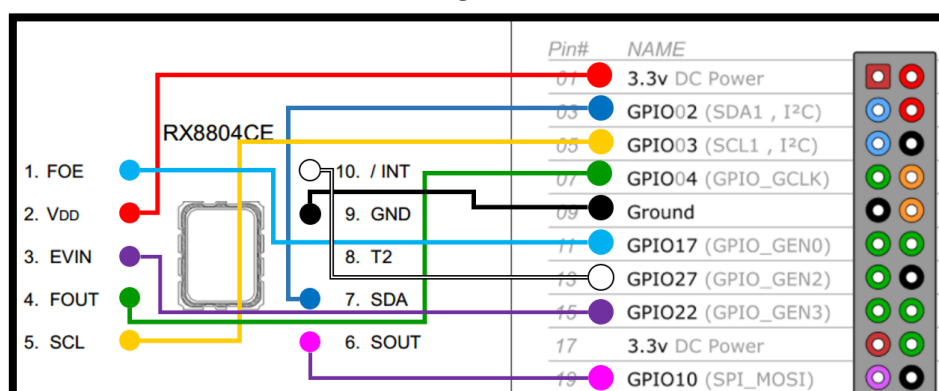 Pin# NAME
01 3.3v DC Power
03 GPIO02 (SDA1 , I²C)
RX8804CE
05 GPIO03 (SCL1 , I²C)
1. FOE
10. / INT
07 GPIO04 (GPIO_GCLK)
2. VDD
9. GND
09 Ground
3. EVIN
8. T2
11 GPIO17 (GPIO_GEN0)
13 GPIO27 (GPIO_GEN2)
4. FOUT
7. SDA
15 GPIO22 (GPIO_GEN3)
5. SCL
6. SOUT
17 3.3v DC Power
19 GPIO10 (SPI_MOSI)